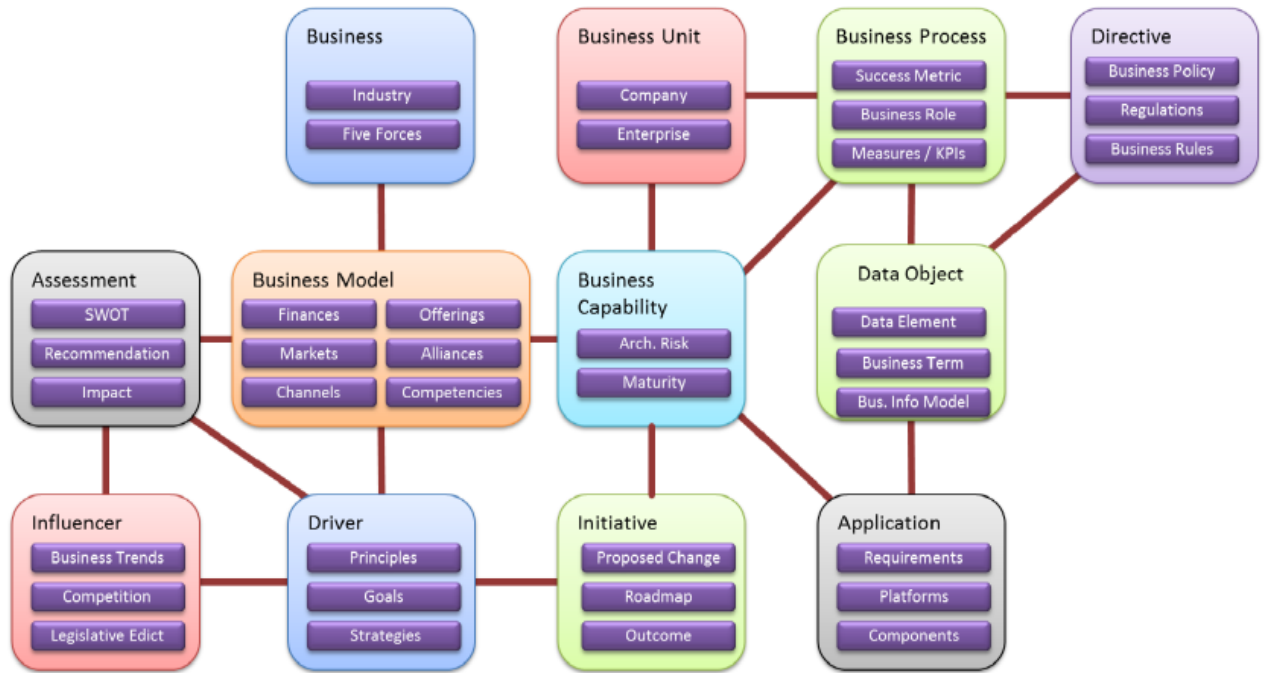 Business
Industry
Five Forces
Business Unit
Company
Enterprise
Business Process
Success Metric
Business Role
Measures / KPIs
Directive
Business Policy
Regulations
Business Rules
Assessment
SWOT
Recommendation
Impact
Business Model
Finances
Offerings
Markets
Alliances
Channels
Competencies
Business
Capability
Arch. Risk
Maturity
Data Object
Data Element
Business Term
Bus. Info Model
Influencer
Business Trends
Competition
Legislative Edict
Driver
Principles
Goals
Strategies
Initiative
Proposed Change
Roadmap
Outcome
Application
Requirements
Platforms
Components